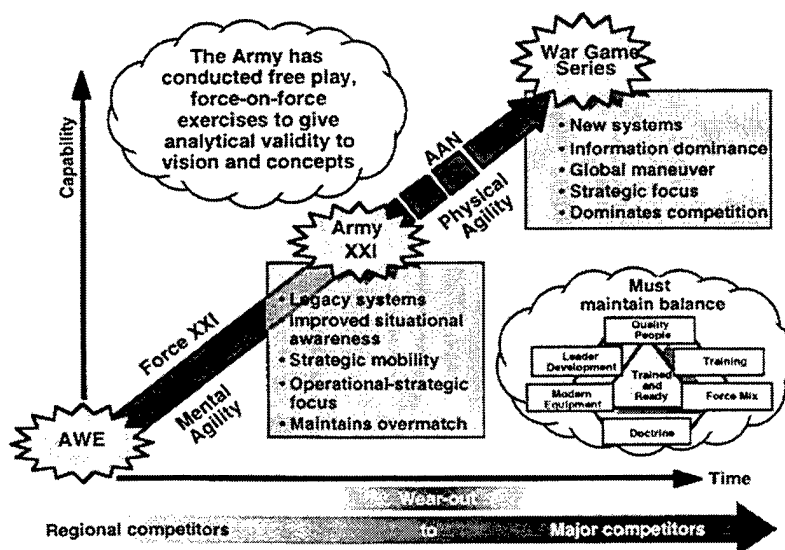 The Army has
conducted free play,
force-on-force
exercises to give
analytical validity to
vision and concepts
War Game
Series
• New systems
• Information dominance
• Global maneuver
• Strategic focus
• Dominates competition
Capability
AAN
Physical
Agility
Army
XXI
• Legacy systems
• Improved situational
awareness
• Strategic mobility
• Operational-strategic
focus
• Maintains overmatch
Force XXI
Mental
Agility
AWE
Must
maintain balance
Quality
People
Leader
Development
Training
Trained
and
Ready
Modern
Equipment
Force Mix
Doctrine
Time
Wear-out
Regional competitors to Major competitors